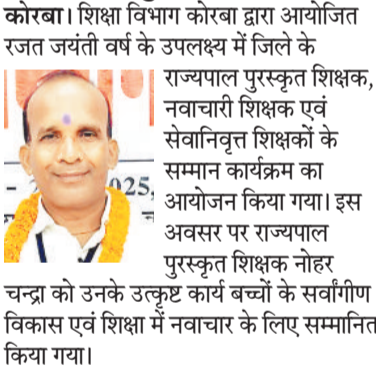 कोरबा। शिक्षा विभाग कोरबा द्वारा आयोजित
रजत जयंती वर्ष के उपलक्ष्य में जिले के
राज्यपाल पुरस्कृत शिक्षक,
नवाचारी शिक्षक एवं
सेवानिवृत्त शिक्षकों के
सम्मान कार्यक्रम का
आयोजन किया गया। इस
अवसर पर राज्यपाल
पुरस्कृत शिक्षक नोहर
चन्द्रा को उनके उत्कृष्ट कार्य बच्चों के सर्वांगीण
विकास एवं शिक्षा में नवाचार के लिए सम्मानित
किया गया।
025,